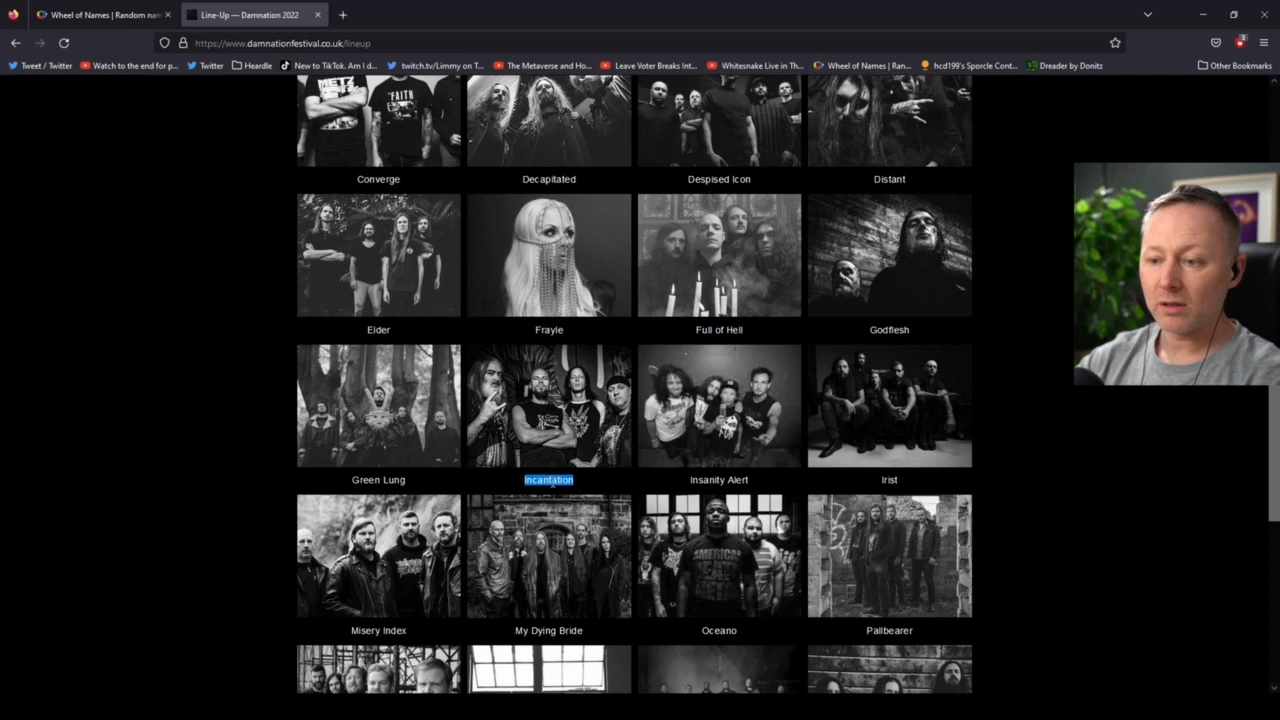 Wheel of Names | Random nam
Line-Up — Damnation 2022
https://www.damnationfestival.co.uk/lineup
3
Tweet / Twitter
Watch to the end for p...
Twitter
Heardle
New to TikTok. Am I d...
twitch.tv/Limmy on T...
The Metaverse and Ho...
Leave Voter Breaks Int...
Whitesnake Live in Th...
Wheel of Names | Ran...
hcd199's Sporcle Cont...
Dreader by Donitz
Other Bookmarks
METZ
FAITH
Converge
Decapitated
Despised Icon
Distant
Elder
Frayle
Full of Hell
Godflesh
Green Lung
Incantation
Insanity Alert
Irist
AMERICAN
Misery Index
My Dying Bride
Oceano
Pallbearer